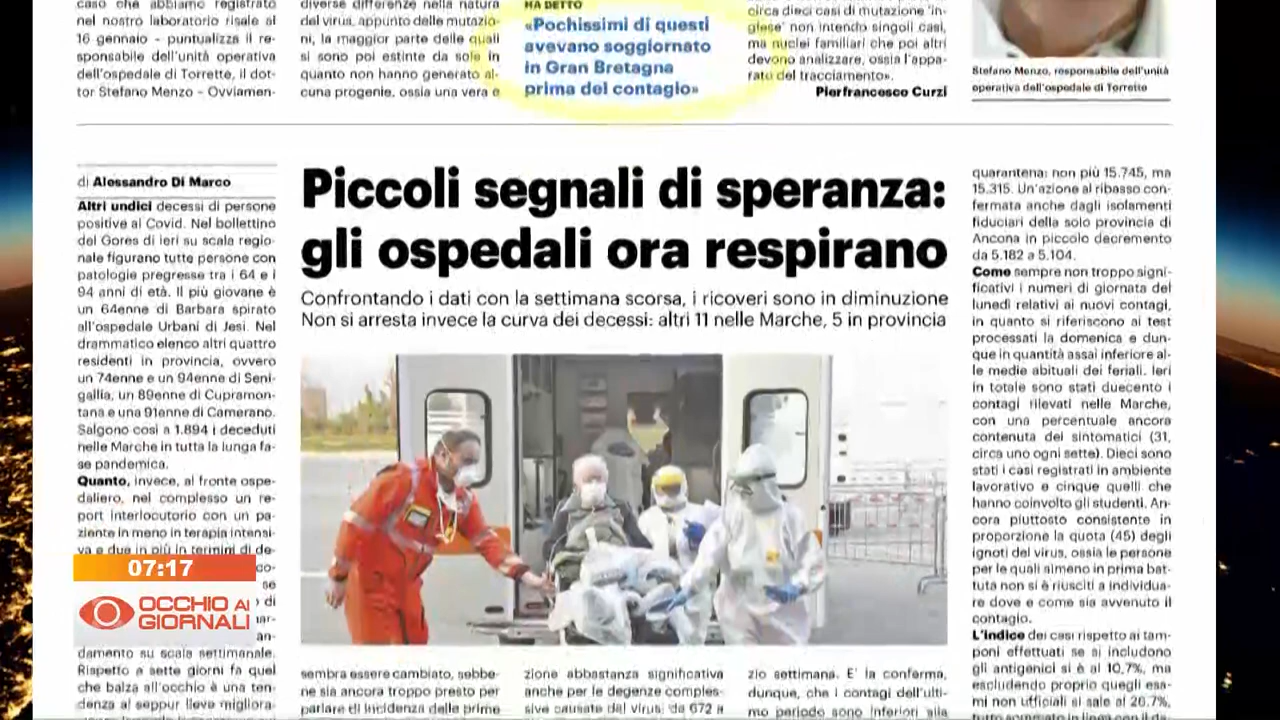 caso che abbiamo registrato
nel nostro laboratorio risale al
16 gennaio – puntualizza il re-
sponsabile dell'unità operativa
dell'ospedale di Torrette, il dot-
tor Stefano Menzo – Ovviamen-
diverse differenze nella natura
del virus, appunto delle mutazio-
ni, la maggior parte delle quali
si sono poi estinte da sole in
quanto non hanno generato al-
cuna progenie, ossia una vera e
HA DETTO
«Pochissimi di questi
avevano soggiornato
in Gran Bretagna
prima del contagio»
circa dieci casi di mutazione 'in-
glese' non intendo singoli casi,
ma nuclei familiari che poi altri
devono analizzare, ossia l'appa-
rato del tracciamento».
Pierfrancesco Curzi
Stefano Menzo, responsabile dell'unità
operativa dell'ospedale di Torrette
Piccoli segnali di speranza:
gli ospedali ora respirano
Confrontando i dati con la settimana scorsa, i ricoveri sono in diminuzione
Non si arresta invece la curva dei decessi: altri 11 nelle Marche, 5 in provincia
di Alessandro Di Marco
Altri undici decessi di persone
positive al Covid. Nel bollettino
del Gores di ieri su scala regio-
nale figurano tutte persone con
patologie pregresse tra i 64 e i
94 anni di età. Il più giovane è
un 64enne di Barbara spirato
all'ospedale Urbani di Jesi. Nel
drammatico elenco altri quattro
residenti in provincia, ovvero
un 74enne e un 94enne di Seni-
gallia, un 89enne di Cupramon-
tana e una 91enne di Camerano.
Salgono così a 1.894 i deceduti
nelle Marche in tutta la lunga fa-
se pandemica.
Quanto, invece, al fronte ospe-
daliero, nel complesso un re-
port interlocutorio con un pa-
ziente in meno in terapia intensi-
va e due in più in termini di de-
co-
se
di
an-
07:17
OCCHIO AI
GIORNALI
damento su scala settimanale.
Rispetto a sette giorni fa quel
che balza all'occhio è una ten-
denza al seppur lieve migliora-
sembra essere cambiato, sebbe-
ne sia ancora troppo presto per
parlare di incidenza delle prime
zione abbastanza significativa
anche per le degenze comples-
sive causate dal virus: da 672 a
zio settimana. E' la conferma,
dunque, che i contagi dell'ulti-
mo periodo sono inferiori alla
quarantena: non più 15.745, ma
15.315. Un'azione al ribasso con-
fermata anche dagli isolamenti
fiduciari della solo provincia di
Ancona in piccolo decremento
da 5.182 a 5.104.
Come sempre non troppo signi-
ficativi i numeri di giornata del
lunedì relativi ai nuovi contagi,
in quanto si riferiscono ai test
processati la domenica e dun-
que in quantità assai inferiore al-
le medie abituali dei feriali. Ieri
in totale sono stati duecento i
contagi rilevati nelle Marche,
con una percentuale ancora
contenuta dei sintomatici (31,
circa uno ogni sette). Dieci sono
stati i casi registrati in ambiente
lavorativo e cinque quelli che
hanno coinvolto gli studenti. An-
cora piuttosto consistente in
proporzione la quota (45) degli
ignoti del virus, ossia le persone
per le quali almeno in prima bat-
tuta non si è riusciti a individua-
re dove e come sia avvenuto il
contagio.
L'indice dei casi rispetto ai tam-
poni effettuati se si includono
gli antigenici si è al 10,7%, ma
escludendo proprio quegli esa-
mi non ufficiali si sale al 20,7%,